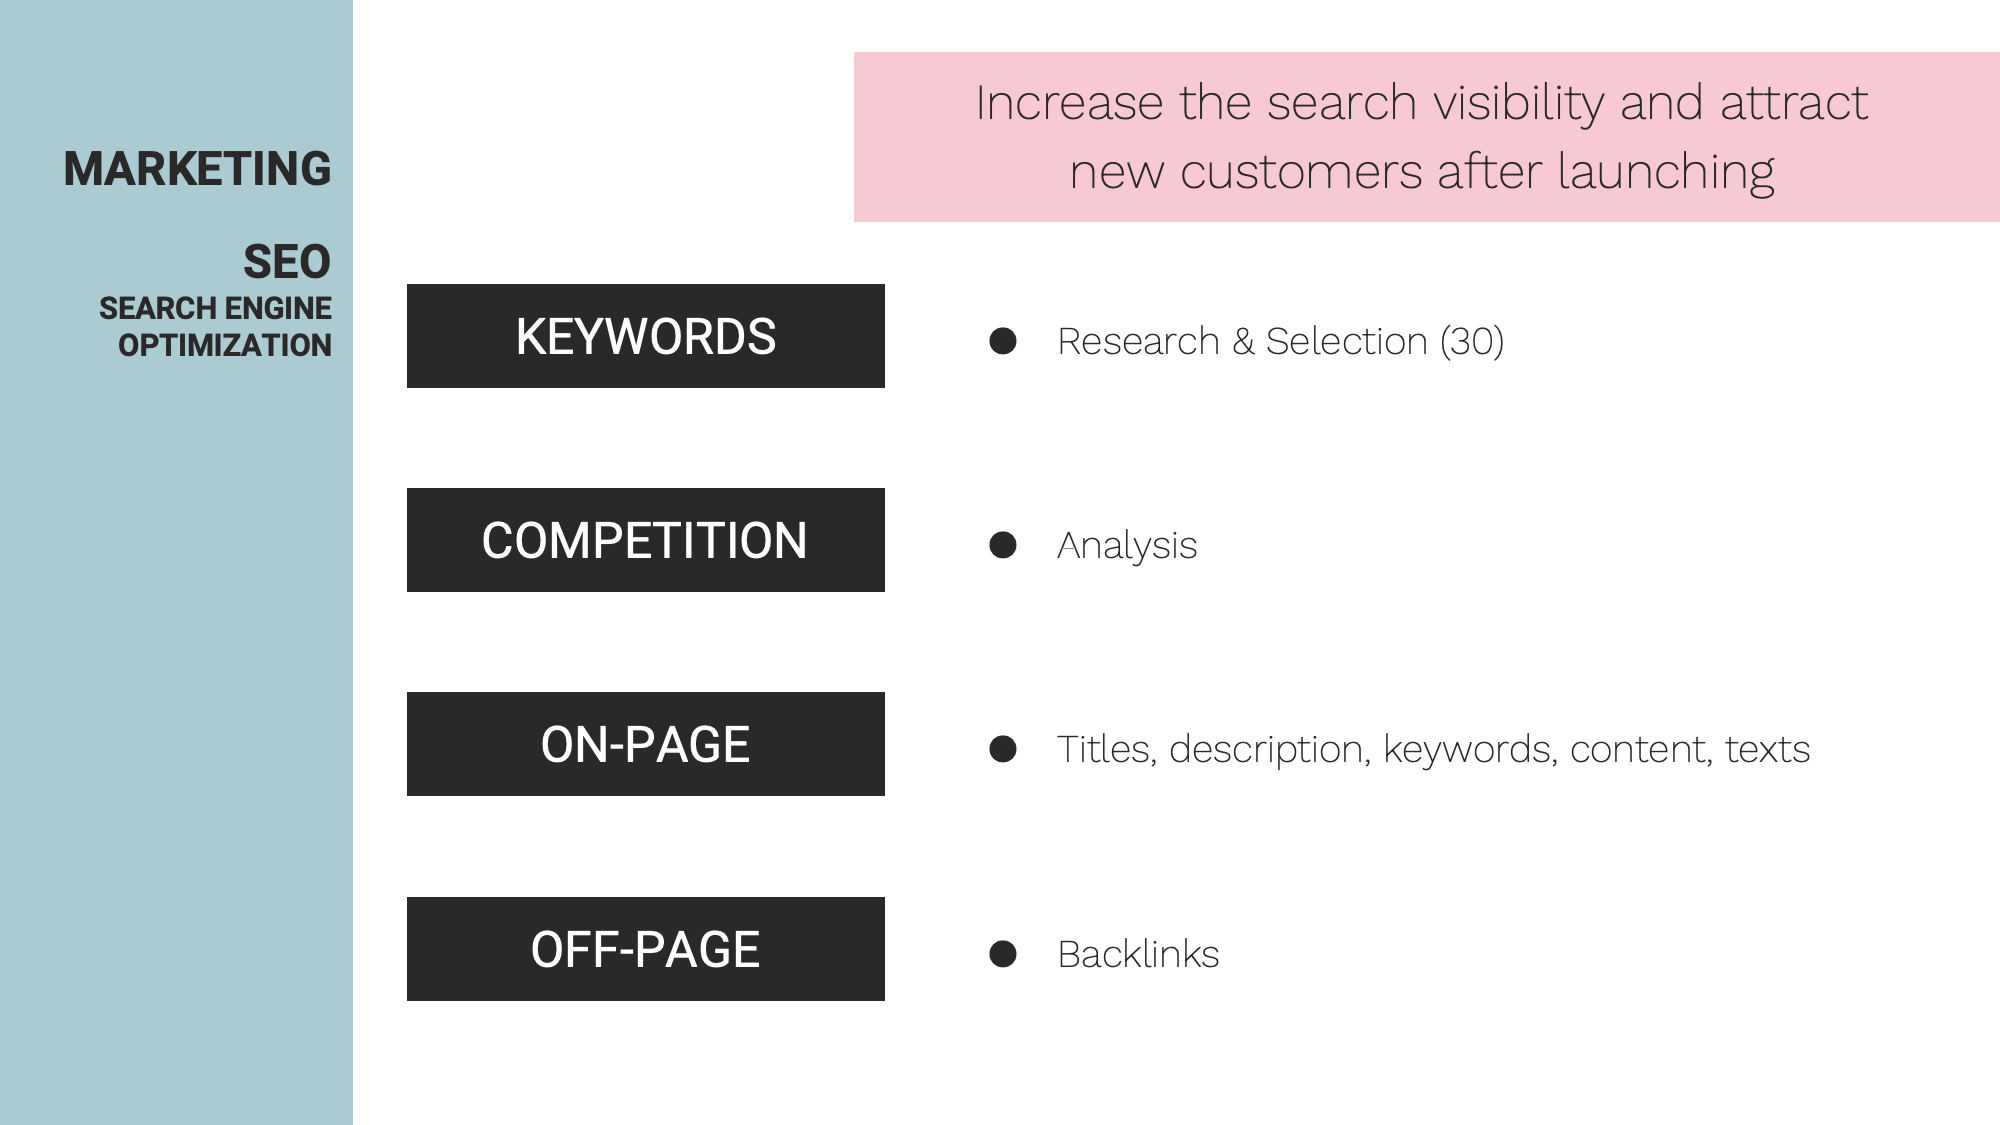 MARKETING
SEO
SEARCH ENGINE
OPTIMIZATION
Increase the search visibility and attract
new customers after launching
KEYWORDS
● Research & Selection (30)
COMPETITION
● Analysis
ON-PAGE
● Titles, description, keywords, content, texts
OFF-PAGE
● Backlinks